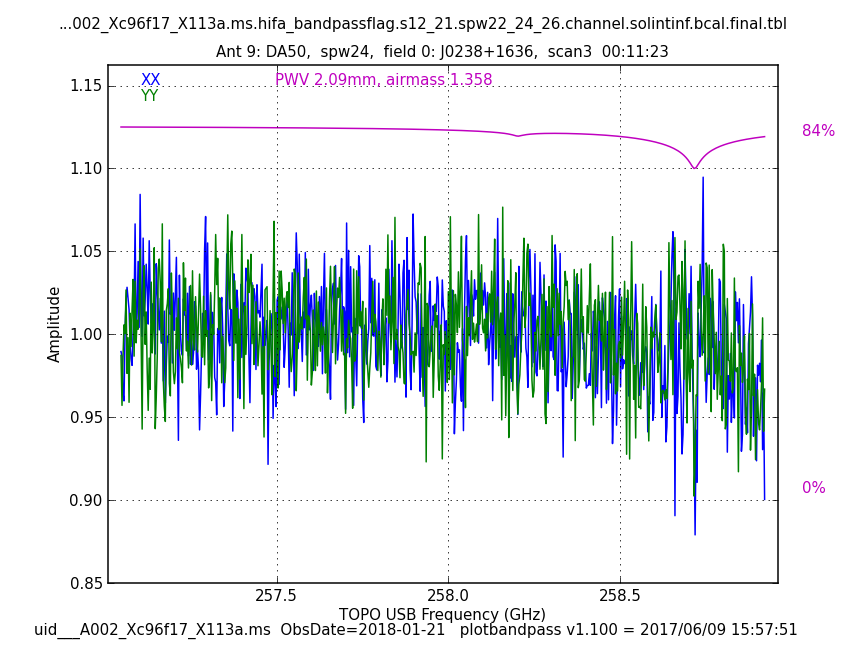 ...002_Xc96f17_X113a.ms.hifa_bandpassflag.s12_21.spw22_24_26.channel.solintinf.bcal.final.tbl
Ant 9: DA50,  spw24,  field 0: J0238+1636,  scan3  00:11:23
XX
PWV 2.09mm, airmass 1.358
YY
1.15
1.10
1.05
1.00
0.95
0.90
0.85
Amplitude
84%
0%
257.5
258.0
258.5
TOPO USB Frequency (GHz)
uid___A002_Xc96f17_X113a.ms  ObsDate=2018-01-21   plotbandpass v1.100 = 2017/06/09 15:57:51